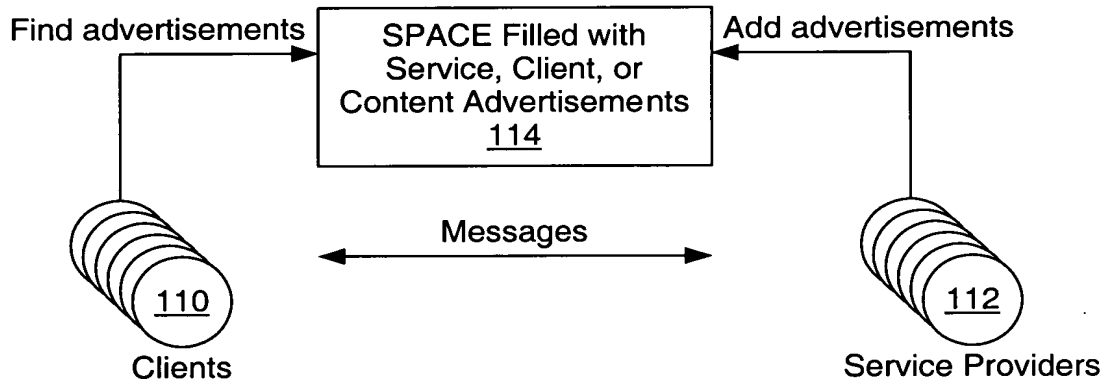 Find advertisements
SPACE Filled with
Service, Client, or
Content Advertisements
114
Add advertisements
Messages
110
Clients
112
Service Providers